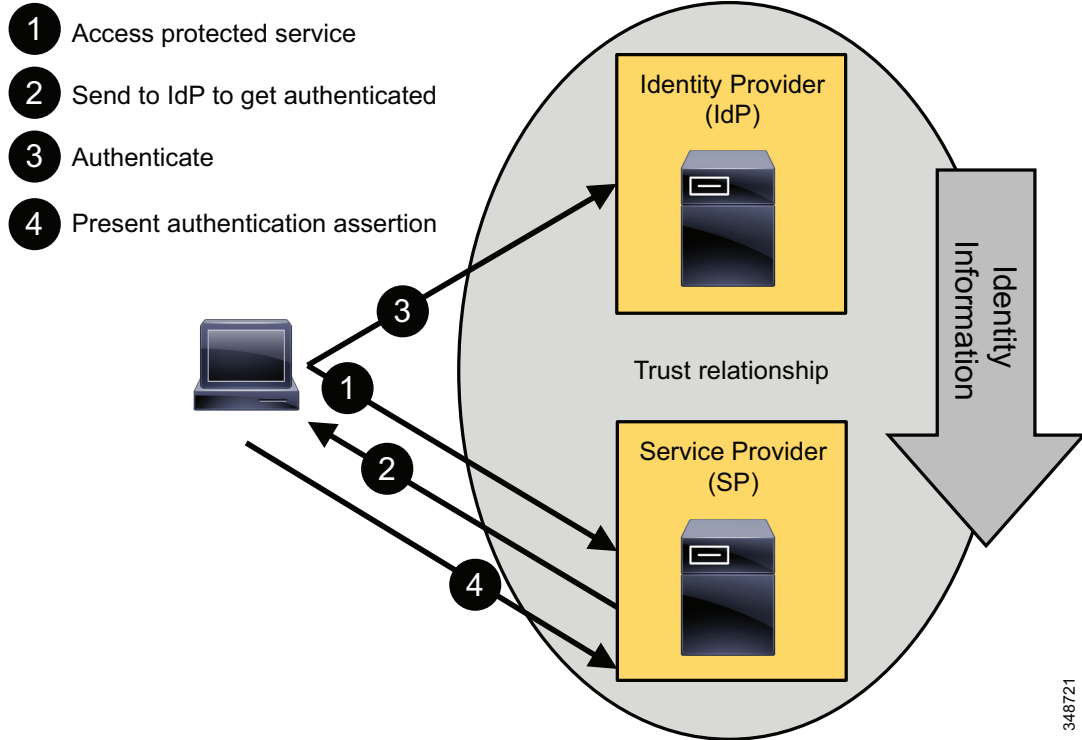 1 Access protected service
2 Send to IdP to get authenticated
3 Authenticate
4 Present authentication assertion
Identity Provider
(IdP)
3
1
2
4
Trust relationship
Service Provider
(SP)
Identity
Information
348721